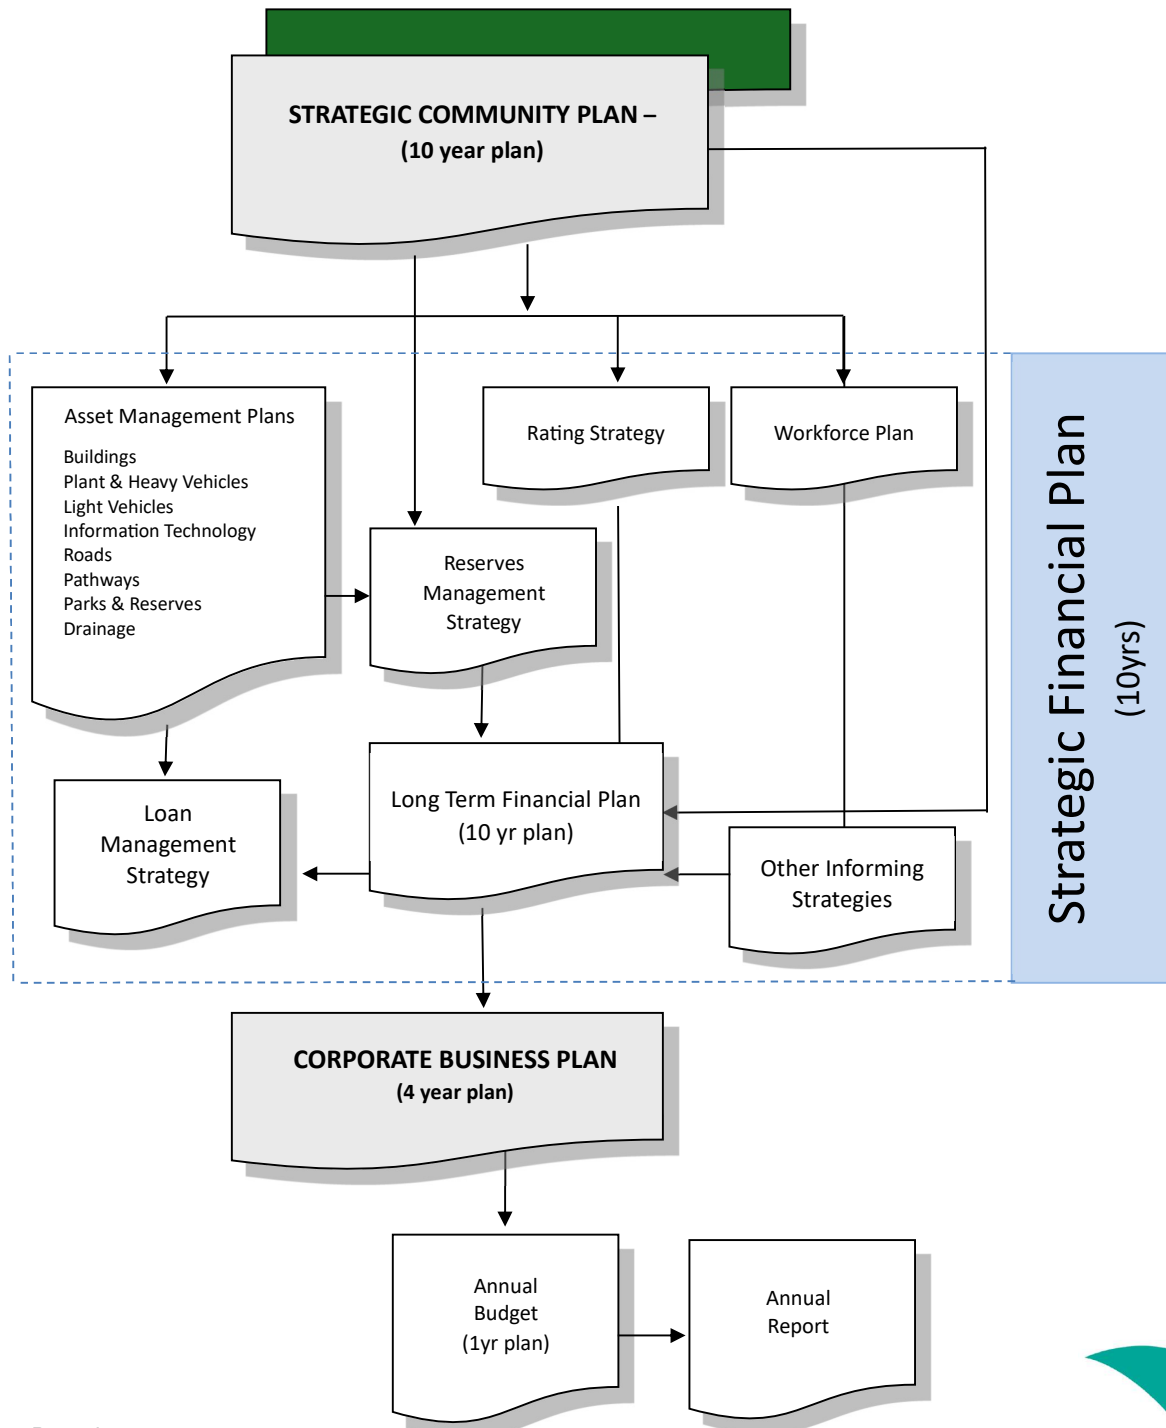 STRATEGIC COMMUNITY PLAN –
(10 year plan)
Asset Management Plans
Buildings
Plant & Heavy Vehicles
Light Vehicles
Information Technology
Roads
Pathways
Parks & Reserves
Drainage
Rating Strategy
Workforce Plan
Reserves
Management
Strategy
Loan
Management
Strategy
Long Term Financial Plan
(10 yr plan)
Other Informing
Strategies
Strategic Financial Plan
(10yrs)
CORPORATE BUSINESS PLAN
(4 year plan)
Annual
Budget
(1yr plan)
Annual
Report